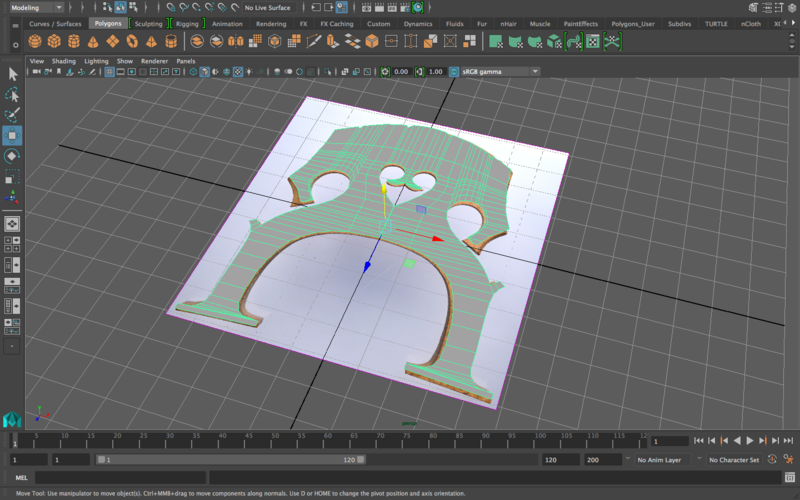 Modeling
No Live Surface
Curves / Surfaces Polygons Sculpting Rigging Animation Rendering FX FX Caching Custom Dynamics Fluids Fur nHair Muscle PaintEffects Polygons_User Subdivs TURTLE nCloth XC
View Shading Lighting Show Renderer Panels
0.00 1.00 sRGB gamma
1 5 10 15 20 25 30 35 40 45 50 55 60 65 70 75 80 85 90 95 100 105 110 115 12 1
1 1 1 120 120 200 No Anim Layer No Character Set
MEL
Move Tool: Use manipulator to move object(s). Ctrl+MMB+drag to move components along normals. Use D or HOME to change the pivot position and axis orientation.